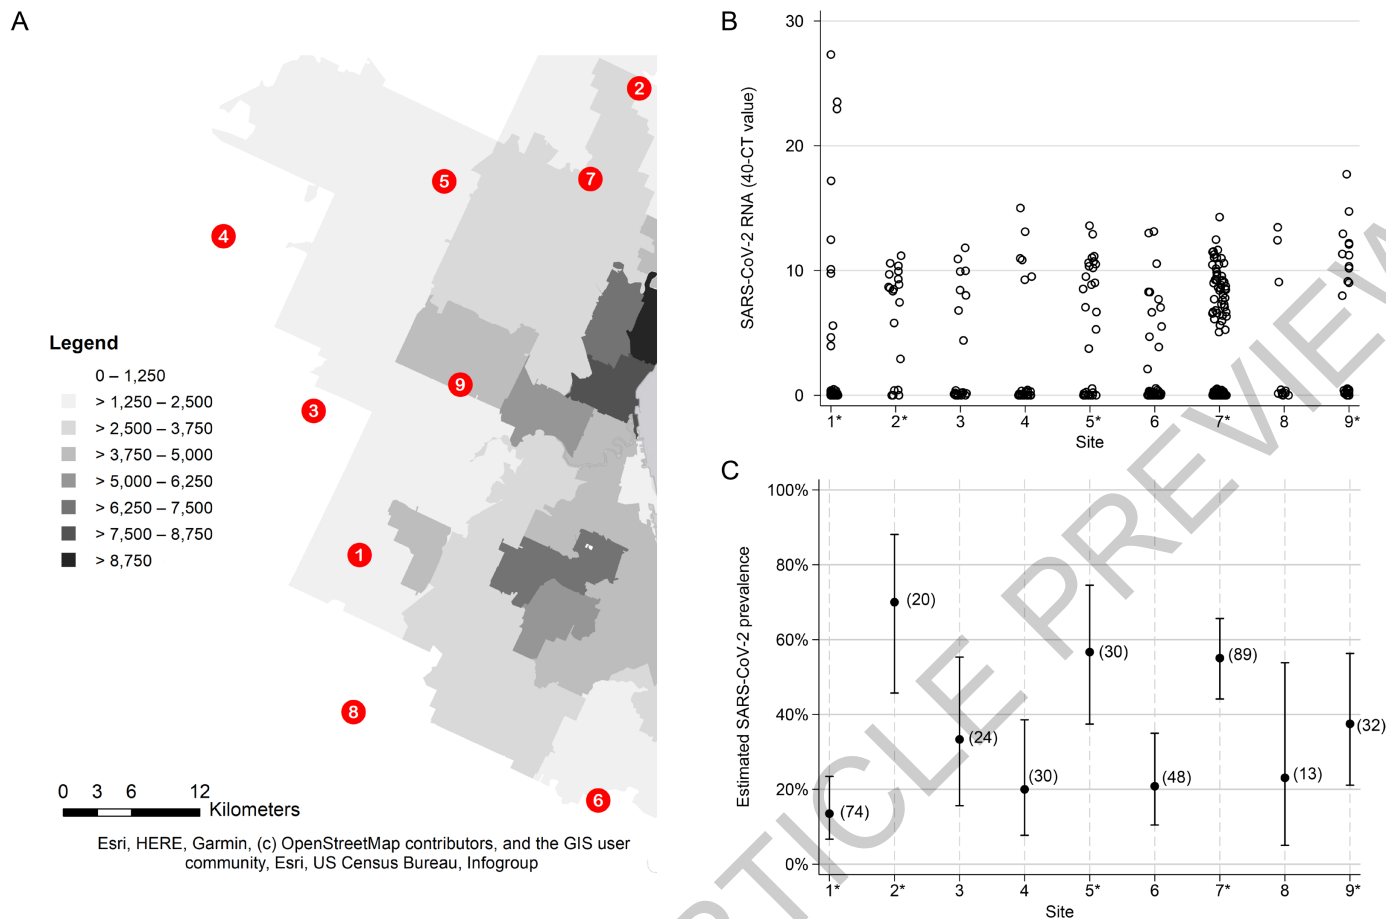 A
2
5
7
4
Legend
0 – 1,250
> 1,250 – 2,500
> 2,500 – 3,750
> 3,750 – 5,000
> 5,000 – 6,250
> 6,250 – 7,500
> 7,500 – 8,750
> 8,750
9
3
1
8
6
0 3 6 12
Kilometers
Esri, HERE, Garmin, (c) OpenStreetMap contributors, and the GIS user
community, Esri, US Census Bureau, Infogroup
B
SARS-CoV-2 RNA (40-CT value)
30
20
10
0
1* 2* 3 4 5* 6 7* 8 9*
Site
C
Estimated SARS-CoV-2 prevalence
100%
80%
60%
40%
20%
0%
(74)
(20)
(24)
(30)
(30)
(48)
(89)
(13)
(32)
1* 2* 3 4 5* 6 7* 8 9*
Site
ARTICLE PREVIEW